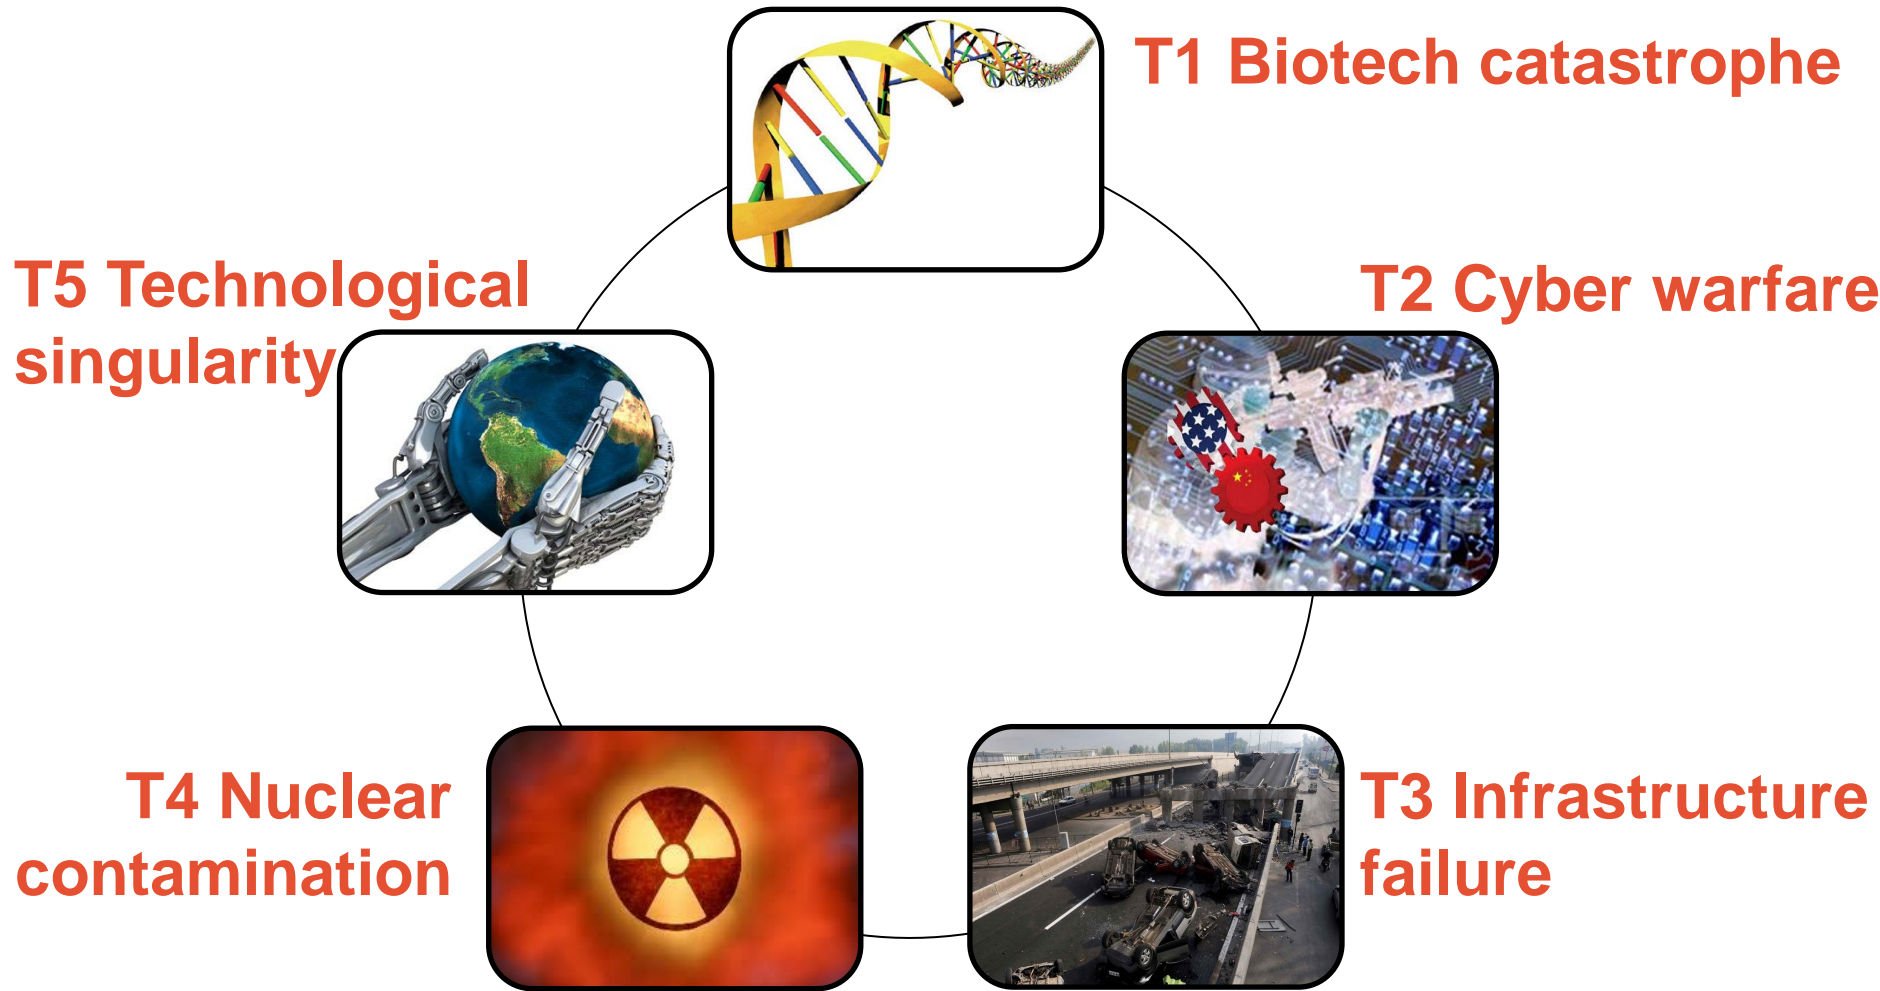 T1 Biotech catastrophe
T2 Cyber warfare
T3 Infrastructure
failure
T4 Nuclear
contamination
T5 Technological
singularity